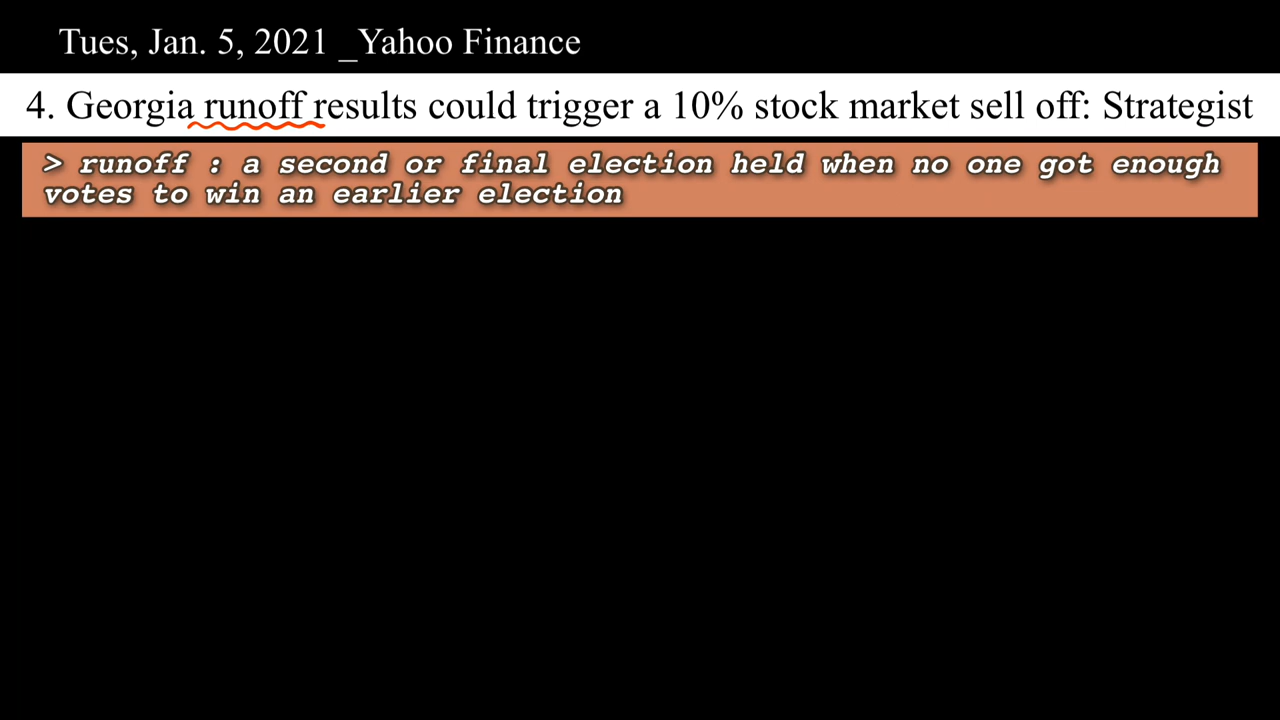 Tues, Jan. 5, 2021 _Yahoo Finance
4. Georgia runoff results could trigger a 10% stock market sell off: Strategist
> runoff : a second or final election held when no one got enough
votes to win an earlier election